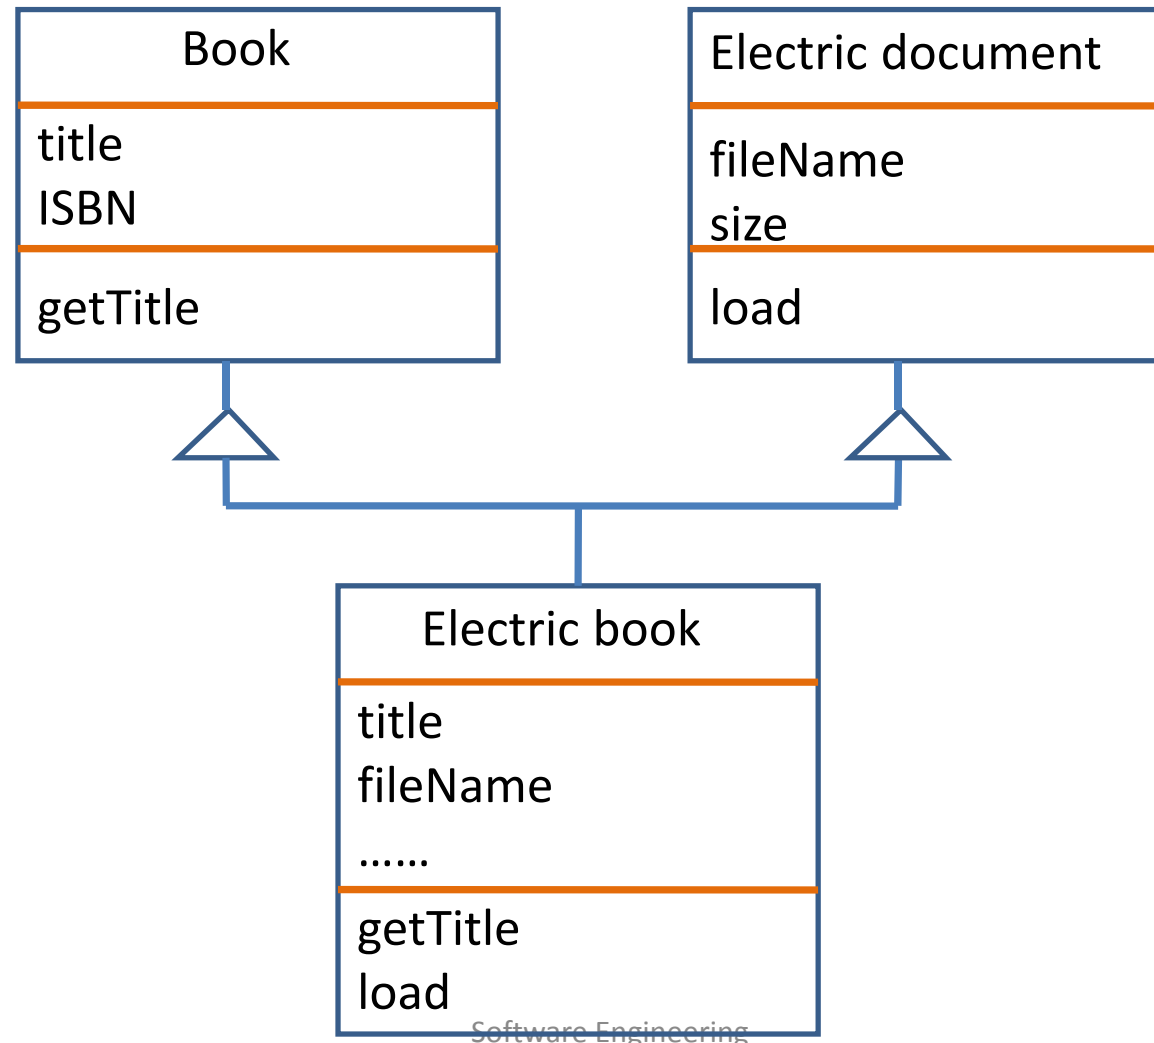 Book
title
ISBN
getTitle
Electric document
fileName
size
load
Electric book
title
fileName
......
getTitle
load
Software Engineering